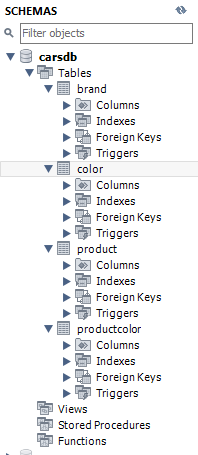 SCHEMAS
Filter objects
carsdb
Tables
brand
Columns
Indexes
Foreign Keys
Triggers
color
Columns
Indexes
Foreign Keys
Triggers
product
Columns
Indexes
Foreign Keys
Triggers
productcolor
Columns
Indexes
Foreign Keys
Triggers
Views
Stored Procedures
Functions